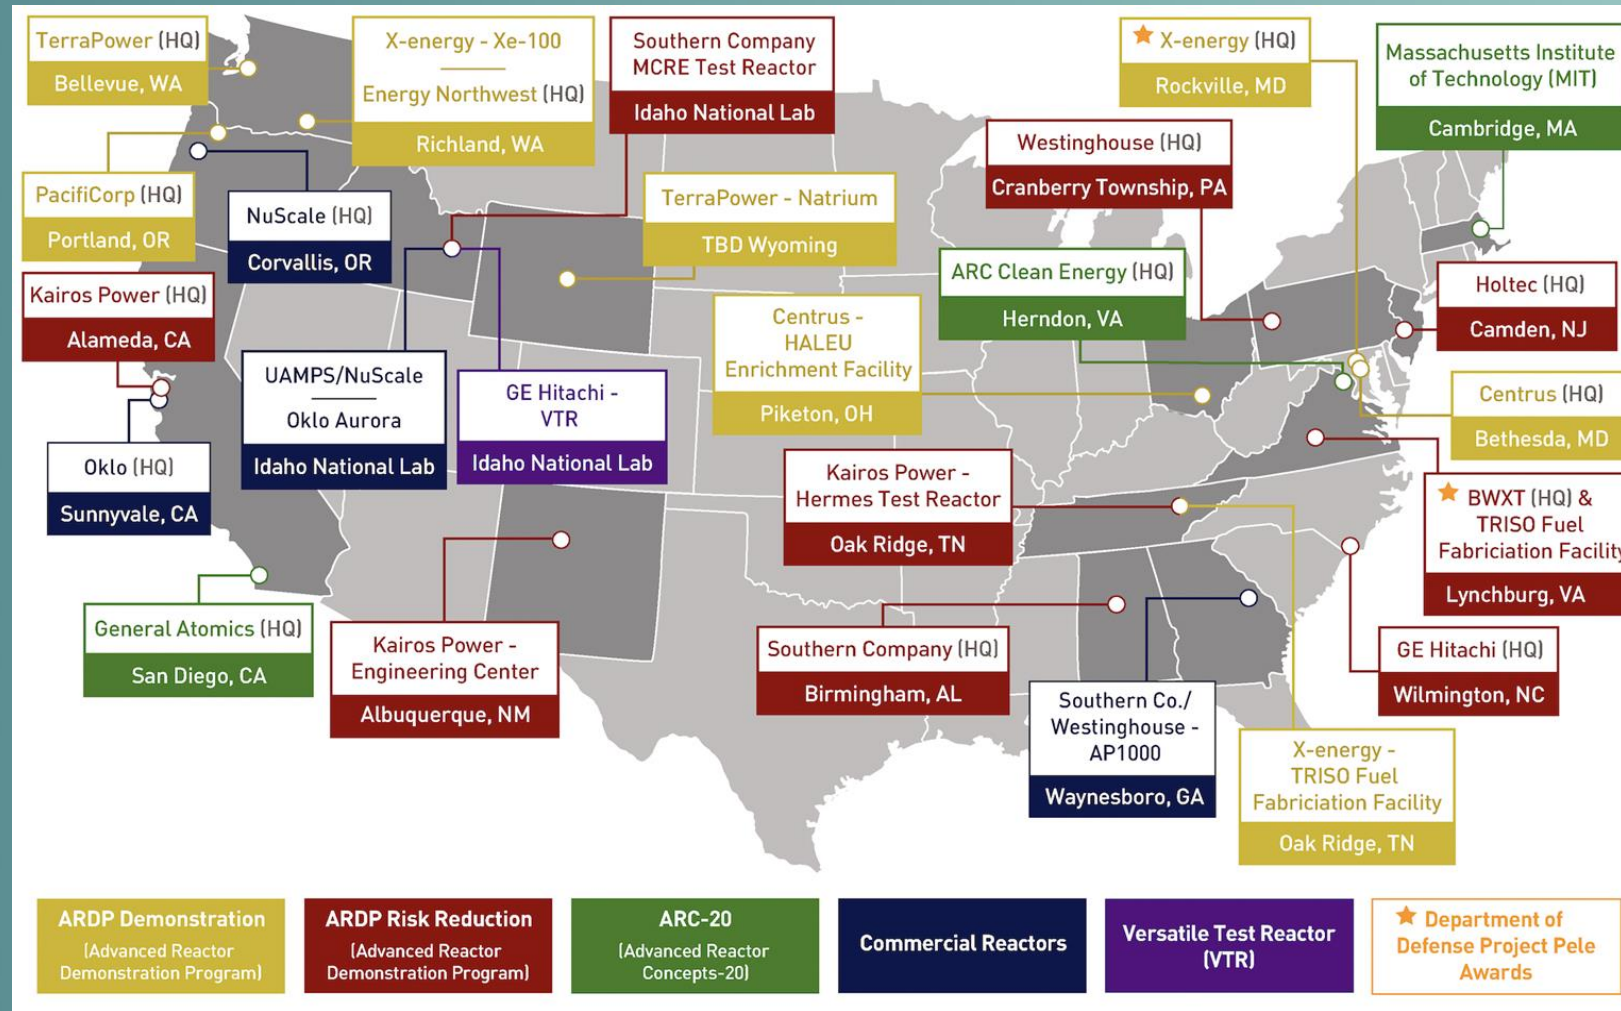 TerraPower (HQ)
Bellevue, WA
X-energy - Xe-100
Energy Northwest (HQ)
Richland, WA
Southern Company
MCRE Test Reactor
Idaho National Lab
X-energy (HQ)
Rockville, MD
Massachusetts Institute
of Technology (MIT)
Cambridge, MA
Westinghouse (HQ)
Cranberry Township, PA
PacifiCorp (HQ)
Portland, OR
NuScale (HQ)
Corvallis, OR
TerraPower - Natrium
TBD Wyoming
ARC Clean Energy (HQ)
Herndon, VA
Holtec (HQ)
Camden, NJ
Kairos Power (HQ)
Alameda, CA
Centrus -
HALEU
Enrichment Facility
Piketon, OH
UAMPS/NuScale
Oklo Aurora
Idaho National Lab
GE Hitachi -
VTR
Idaho National Lab
Centrus (HQ)
Bethesda, MD
Oklo (HQ)
Sunnyvale, CA
Kairos Power -
Hermes Test Reactor
Oak Ridge, TN
BWXT (HQ) &
TRISO Fuel
Fabriciation Facility
Lynchburg, VA
General Atomics (HQ)
San Diego, CA
Kairos Power -
Engineering Center
Albuquerque, NM
Southern Company (HQ)
Birmingham, AL
Southern Co./
Westinghouse -
AP1000
Waynesboro, GA
GE Hitachi (HQ)
Wilmington, NC
X-energy -
TRISO Fuel
Fabriciation Facility
Oak Ridge, TN
ARDP Demonstration
(Advanced Reactor
Demonstration Program)
ARDP Risk Reduction
(Advanced Reactor
Demonstration Program)
ARC-20
(Advanced Reactor
Concepts-20)
Commercial Reactors
Versatile Test Reactor
(VTR)
Department of
Defense Project Pele
Awards